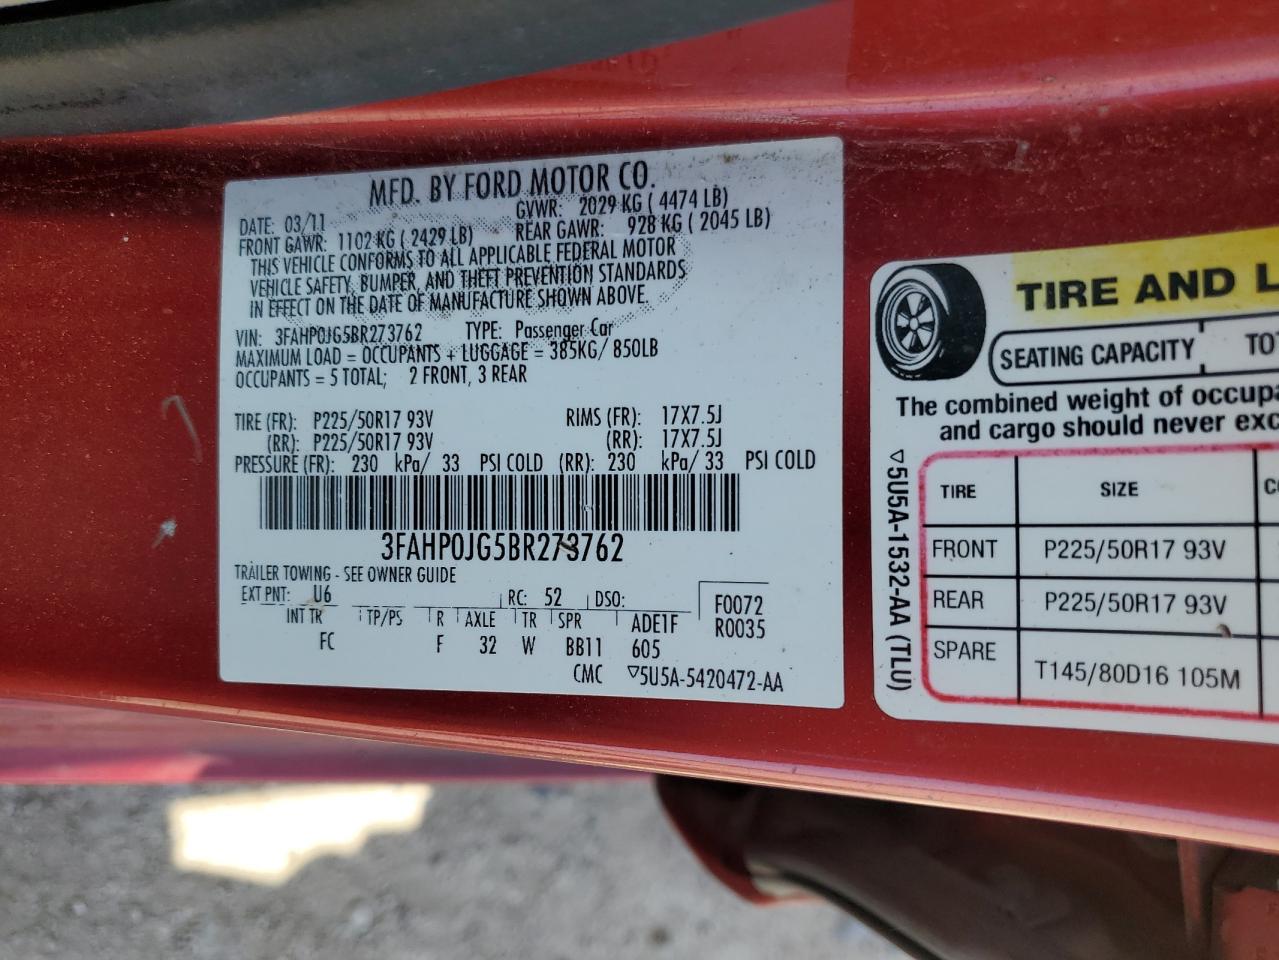 MFD. BY FORD MOTOR CO.
DATE: 03/11 GVWR: 2029 KG ( 4474 LB)
FRONT GAWR: 1102 KG ( 2429 LB) REAR GAWR: 928 KG ( 2045 LB)
THIS VEHICLE CONFORMS TO ALL APPLICABLE FEDERAL MOTOR
VEHICLE SAFETY, BUMPER, AND THEFT PREVENTION STANDARDS
IN EFFECT ON THE DATE OF MANUFACTURE SHOWN ABOVE.
VIN: 3FAHP0JG5BR273762 TYPE: Passenger Car
MAXIMUM LOAD = OCCUPANTS + LUGGAGE = 385KG/ 850LB
OCCUPANTS = 5 TOTAL; 2 FRONT, 3 REAR
TIRE (FR): P225/50R17 93V RIMS (FR): 17X7.5J
(RR): P225/50R17 93V (RR): 17X7.5J
PRESSURE (FR): 230 kPa/ 33 PSI COLD (RR): 230 kPa/ 33 PSI COLD
3FAHP0JG5BR273762
TRAILER TOWING - SEE OWNER GUIDE
EXT PNT: U6 RC: 52 DSO: F0072
INT TR TP/PS R AXLE TR SPR ADE1F R0035
FC F 32 W BB11 605
CMC ▽5U5A-5420472-AA
TIRE AND L
SEATING CAPACITY TO
The combined weight of occupa
and cargo should never exc
▽5U5A-1532-AA (TLU)
TIRE SIZE C
FRONT P225/50R17 93V
REAR P225/50R17 93V
SPARE T145/80D16 105M